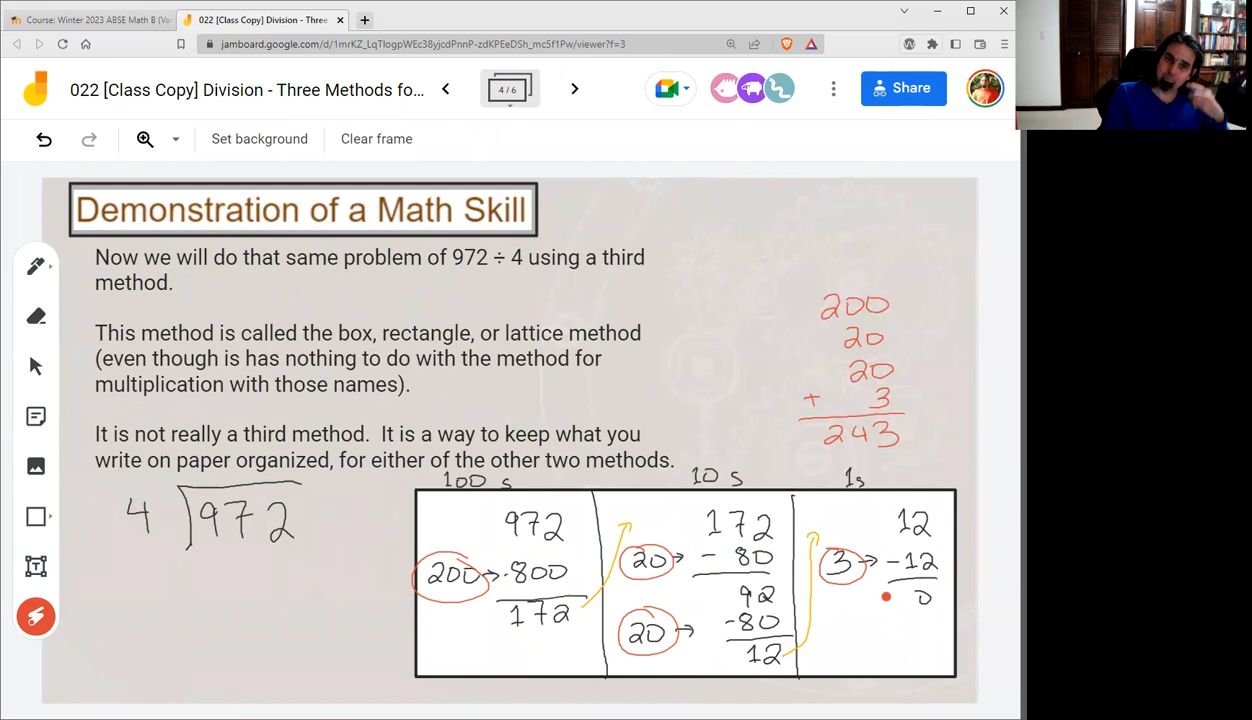 Course: Winter 2023 ABSE Math B (Va
022 [Class Copy] Division - Three
jamboard.google.com/d/1mrKZ_LqTlogpWEc38yjcdPnnP-zdKPEeDSh_mc5f1Pw/viewer?f=3
022 [Class Copy] Division - Three Methods fo...
4 / 6
Share
Set background
Clear frame
Demonstration of a Math Skill
Now we will do that same problem of 972 ÷ 4 using a third
method.
This method is called the box, rectangle, or lattice method
(even though is has nothing to do with the method for
multiplication with those names).
It is not really a third method. It is a way to keep what you
write on paper organized, for either of the other two methods.
200
20
20
+ 3
243
4 972
100 s
972
200 → -800
172
10 s
172
20 → - 80
92
20 → -80
12
1s
12
3 → -12
0